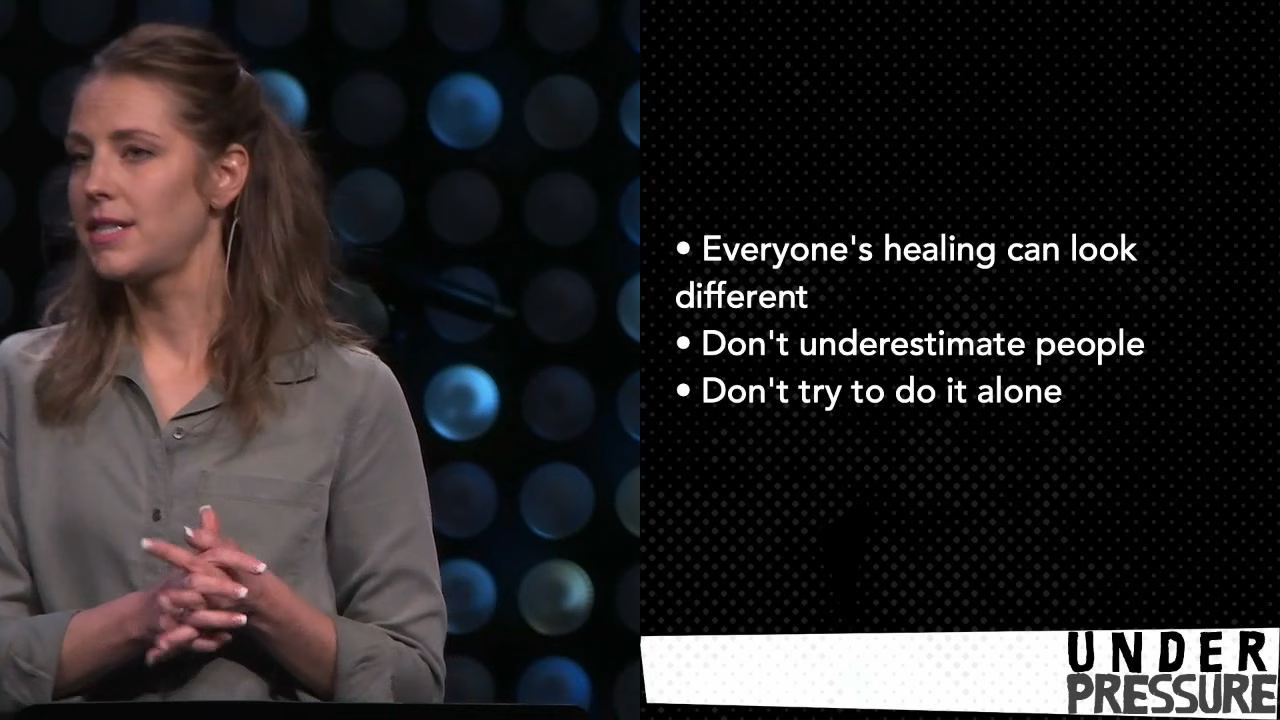 • Everyone's healing can look
different
• Don't underestimate people
• Don't try to do it alone
UNDER
PRESSURE